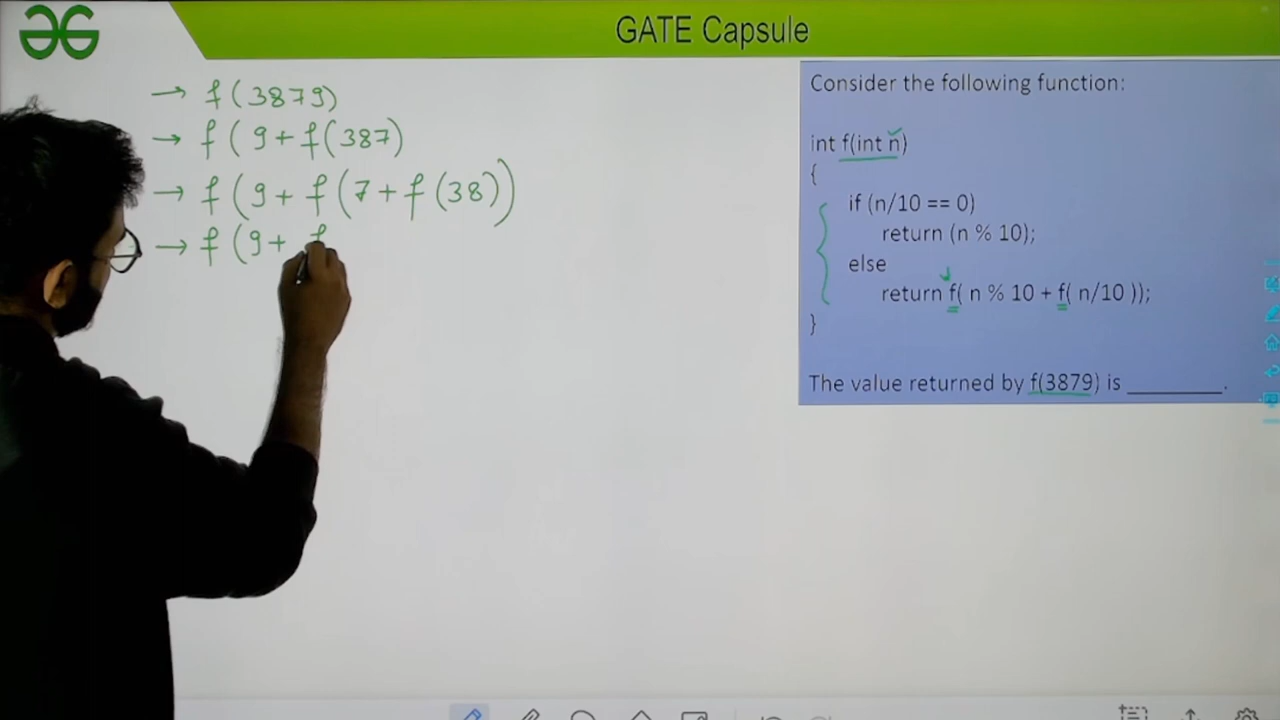 GATE Capsule
→ f(3879)
→ f(9+f(387)
→ f(9+ f(7+f(38))
→ f(9+ f
Consider the following function:
int f(int n)
{
if (n/10 == 0)
return (n % 10);
else
return f( n % 10 + f( n/10 ));
}
The value returned by f(3879) is ________.